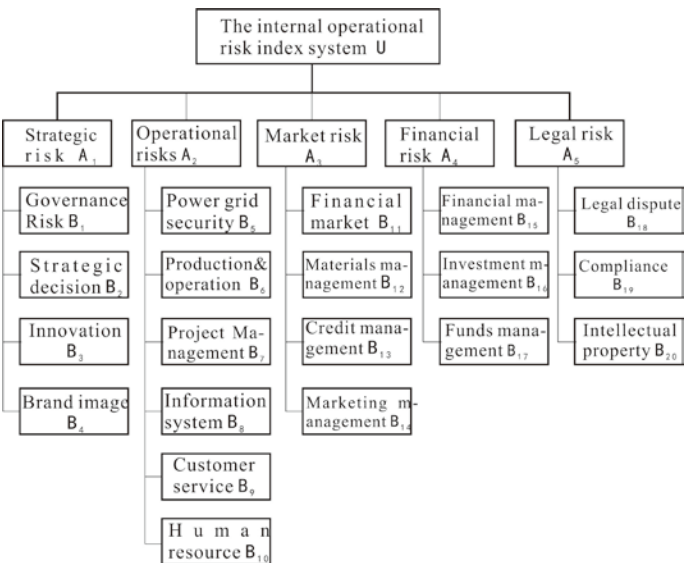 The internal operational
risk index system U
Strategic
risk A₁
Operational
risks A₂
Market risk
A₃
Financial
risk A₄
Legal risk
A₅
Governance
Risk B₁
Strategic
decision B₂
Innovation
B₃
Brand image
B₄
Power grid
security B₅
Production&
operation B₆
Project Ma-
nagement B₇
Information
system B₈
Customer
service B₉
Human
resource B₁₀
Financial
market B₁₁
Materials ma-
nagement B₁₂
Credit mana-
gement B₁₃
Marketing m-
anagement B₁₄
Financial ma-
nagement B₁₅
Investment m-
anagement B₁₆
Funds mana-
gement B₁₇
Legal dispute
B₁₈
Compliance
B₁₉
Intellectual
property B₂₀